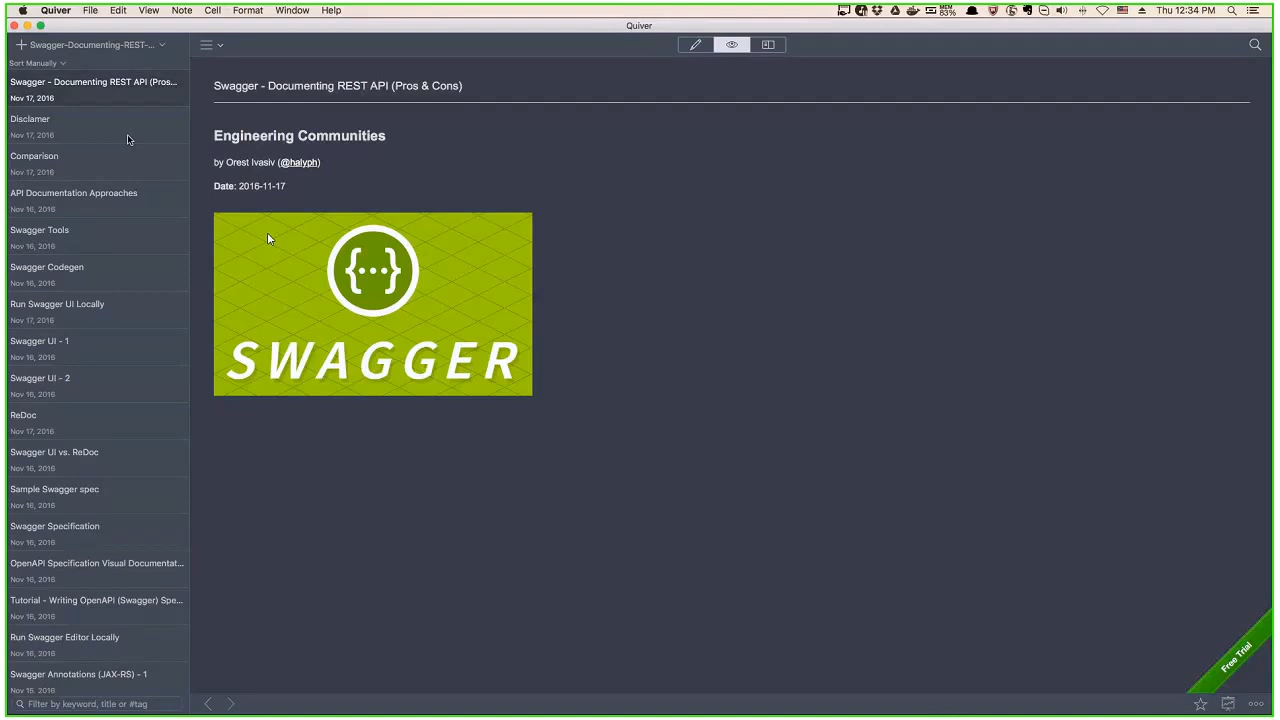 Quiver File Edit View Note Cell Format Window Help
MEM 83% Thu 12:34 PM
Quiver
Swagger-Documenting-REST-...
Sort Manually
Swagger - Documenting REST API (Pros...
Nov 17, 2016
Disclamer
Nov 17, 2016
Comparison
Nov 17, 2016
API Documentation Approaches
Nov 16, 2016
Swagger Tools
Nov 16, 2016
Swagger Codegen
Nov 16, 2016
Run Swagger UI Locally
Nov 17, 2016
Swagger UI - 1
Nov 16, 2016
Swagger UI - 2
Nov 16, 2016
ReDoc
Nov 17, 2016
Swagger UI vs. ReDoc
Nov 16, 2016
Sample Swagger spec
Nov 16, 2016
Swagger Specification
Nov 16, 2016
OpenAPI Specification Visual Documentat...
Nov 16, 2016
Tutorial - Writing OpenAPI (Swagger) Spe...
Nov 16, 2016
Run Swagger Editor Locally
Nov 16, 2016
Swagger Annotations (JAX-RS) - 1
Nov 15, 2016
Filter by keyword, title or #tag
Swagger - Documenting REST API (Pros & Cons)
Engineering Communities
by Orest Ivasiv (@halyph)
Date: 2016-11-17
{...}
SWAGGER
Free Trial